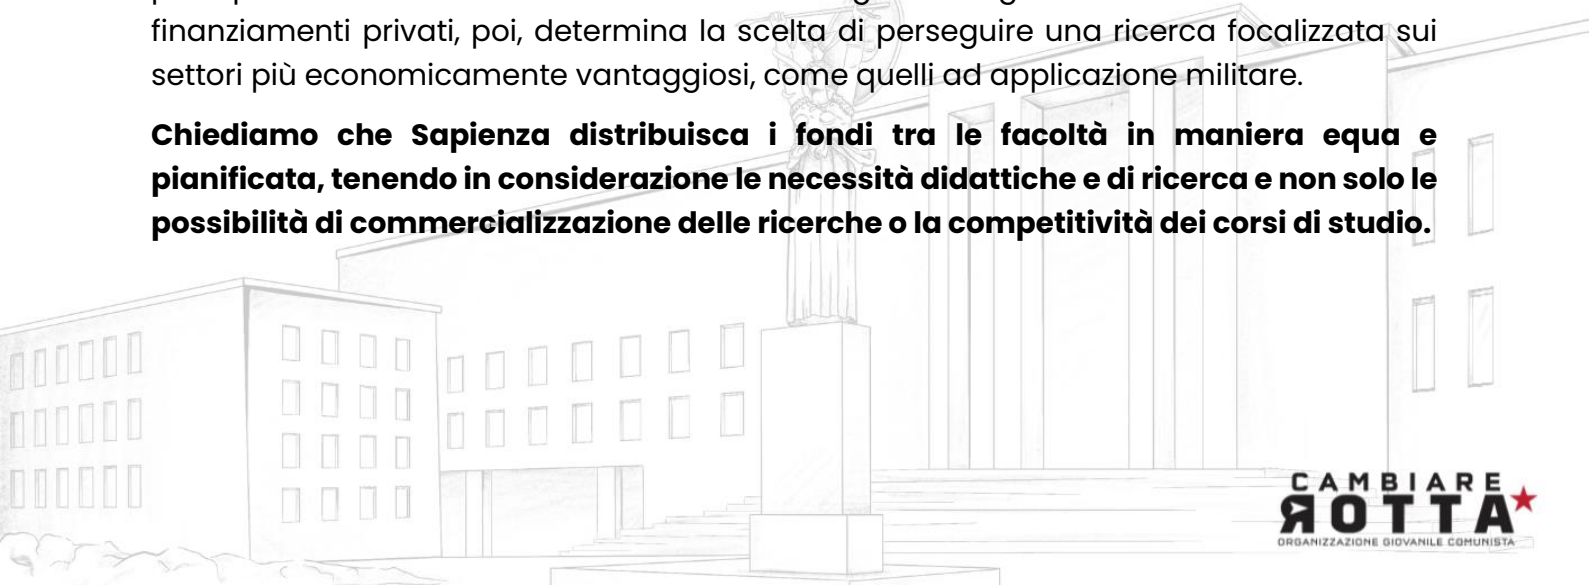 finanziamenti privati, poi, determina la scelta di perseguire una ricerca focalizzata sui
settori più economicamente vantaggiosi, come quelli ad applicazione militare.
Chiediamo che Sapienza distribuisca i fondi tra le facoltà in maniera equa e
pianificata, tenendo in considerazione le necessità didattiche e di ricerca e non solo le
possibilità di commercializzazione delle ricerche o la competitività dei corsi di studio.
CAMBIARE
ЯOTTA
ORGANIZZAZIONE GIOVANILE COMUNISTA